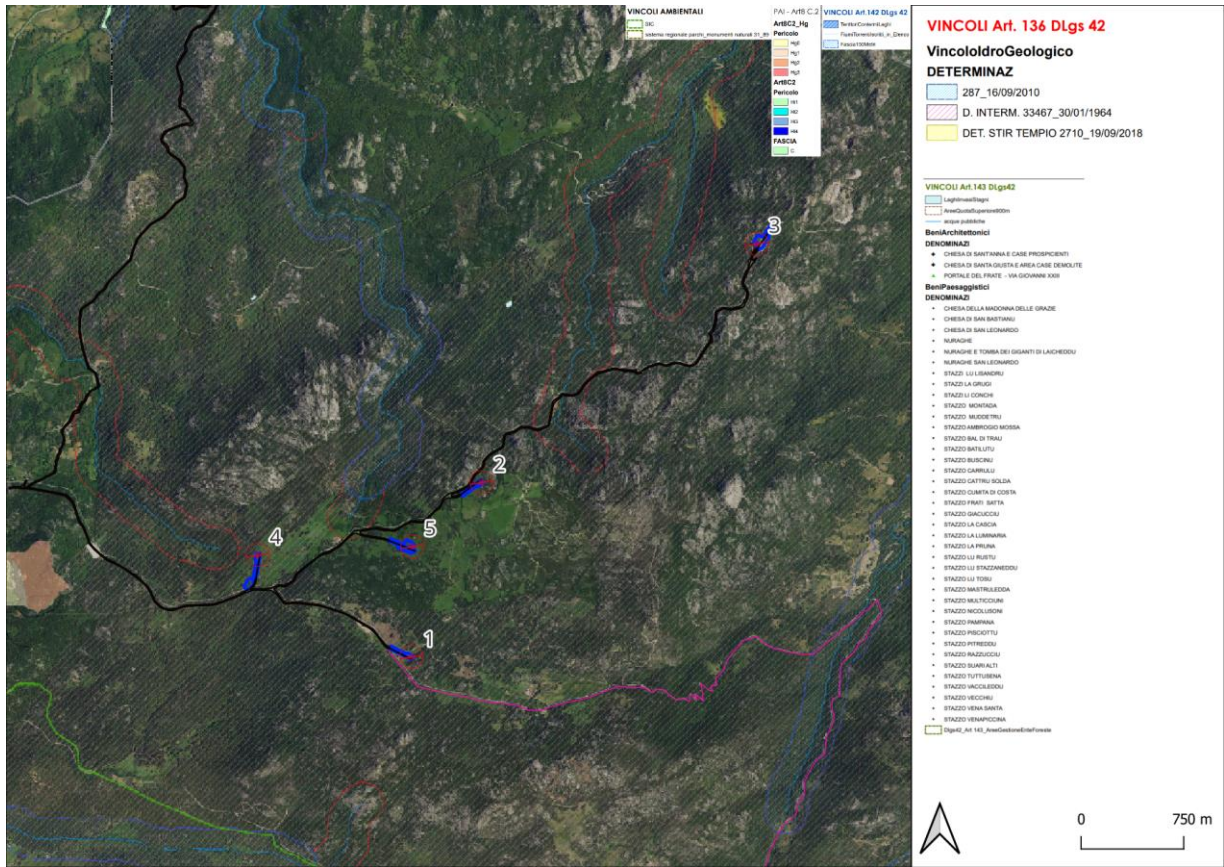 VINCOLI AMBIENTALI
SIC
sistema regionale parchi_monumenti naturali 31_89
PAI - Art8 C.2
Art8C2_Hg
Pericolo
Hg0
Hg1
Hg2
Hg3
Art8C2
Pericolo
Hi1
Hi2
Hi3
Hi4
FASCIA
C
VINCOLI Art.142 DLgs 42
TerritoriContermiLaghi
Fascia150Metri
3
2
5
4
1
VINCOLI Art. 136 DLgs 42
VincoloIdroGeologico
DETERMINAZ
287_16/09/2010
D. INTERM. 33467_30/01/1964
DET. STIR TEMPIO 2710_19/09/2018
VINCOLI Art.143 DLgs42
LaghiInvasiStagni
AreeQuotaSuperiore900m
acque pubbliche
BeniArchitettonici
DENOMINAZI
CHIESA DI SANT'ANNA E CASE PROSPICIENTI
CHIESA DI SANTA GIUSTA E AREA CASE DEMOLITE
PORTALE DEL FRATE - VIA GIOVANNI XXIII
BeniPaesaggistici
DENOMINAZI
CHIESA DELLA MADONNA DELLE GRAZIE
CHIESA DI SAN BASTIANU
CHIESA DI SAN LEONARDO
NURAGHE
NURAGHE E TOMBA DEI GIGANTI DI LAICHEDDU
NURAGHE SAN LEONARDO
STAZZI LU LISANDRU
STAZZI LA GRUGI
STAZZI LI CONCHI
STAZZO MONTADA
STAZZO MUDDETRU
STAZZO AMBROGIO MOSSA
STAZZO BAL DI TRAU
STAZZO BATILUTU
STAZZO BUSCINU
STAZZO CARRULU
STAZZO CATTRU SOLDA
STAZZO CUMITA DI COSTA
STAZZO FRATI SATTA
STAZZO GIACUCCIU
STAZZO LA CASCIA
STAZZO LA LUMINARIA
STAZZO LA PRUNA
STAZZO LU RUSTU
STAZZO LU STAZZANEDDU
STAZZO LU TOSU
STAZZO MASTRULEDDA
STAZZO MULTICCIUNI
STAZZO NICOLUSONI
STAZZO PAMPANA
STAZZO PISCIOTTU
STAZZO PITREDDU
STAZZO RAZZUCCIU
STAZZO SUARI ALTI
STAZZO TUTTUSENA
STAZZO VACCILEDDU
STAZZO VECCHIU
STAZZO VENA SANTA
STAZZO VENAPICCINA
Dlgs42_Art 143_AreeGestioneEnteForeste
0 750 m